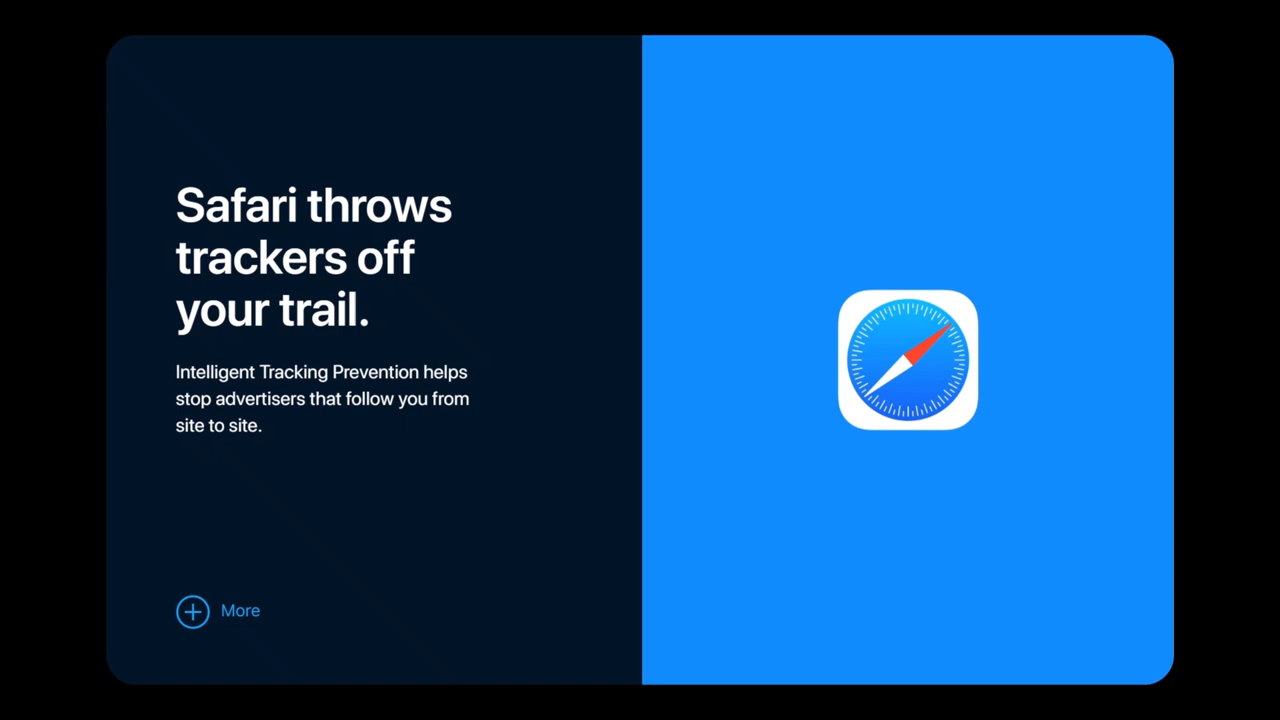 Safari throws
trackers off
your trail.
Intelligent Tracking Prevention helps
stop advertisers that follow you from
site to site.
More